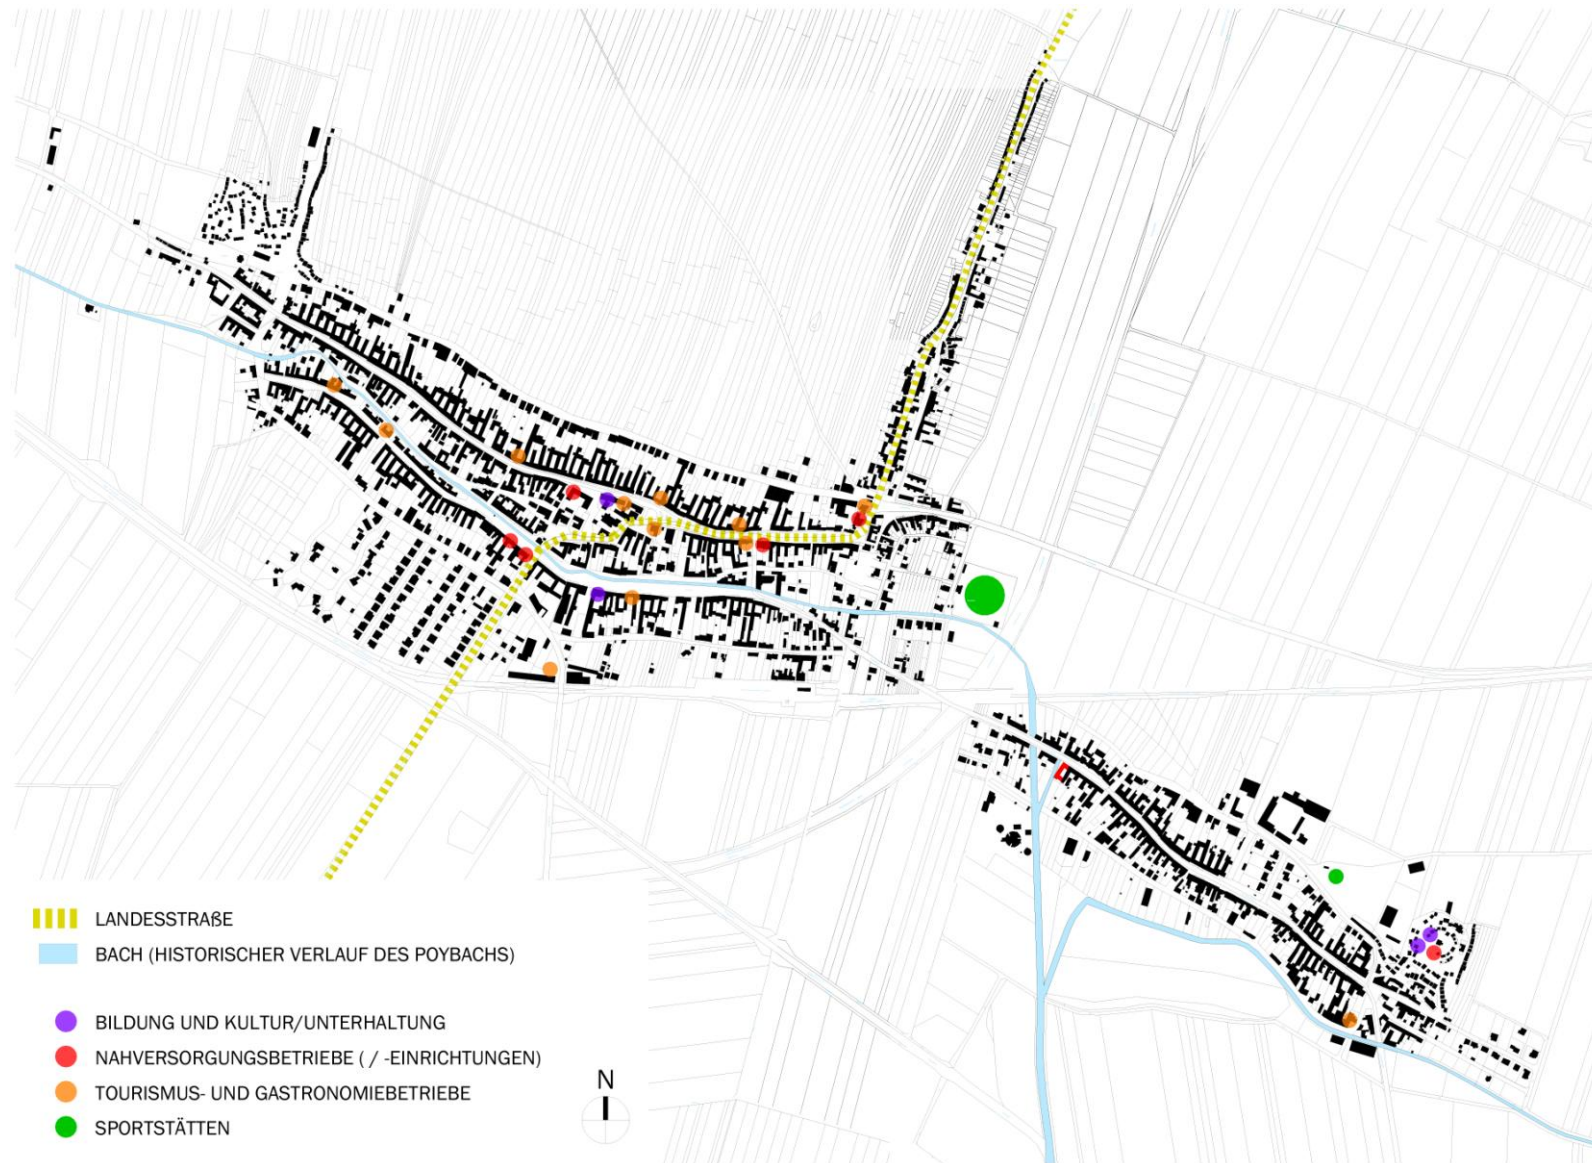 LANDESSTRAßE
BACH (HISTORISCHER VERLAUF DES POYBACHS)
BILDUNG UND KULTUR/UNTERHALTUNG
NAHVERSORGUNGSBETRIEBE ( / -EINRICHTUNGEN)
TOURISMUS- UND GASTRONOMIEBETRIEBE
SPORTSTÄTTEN
N